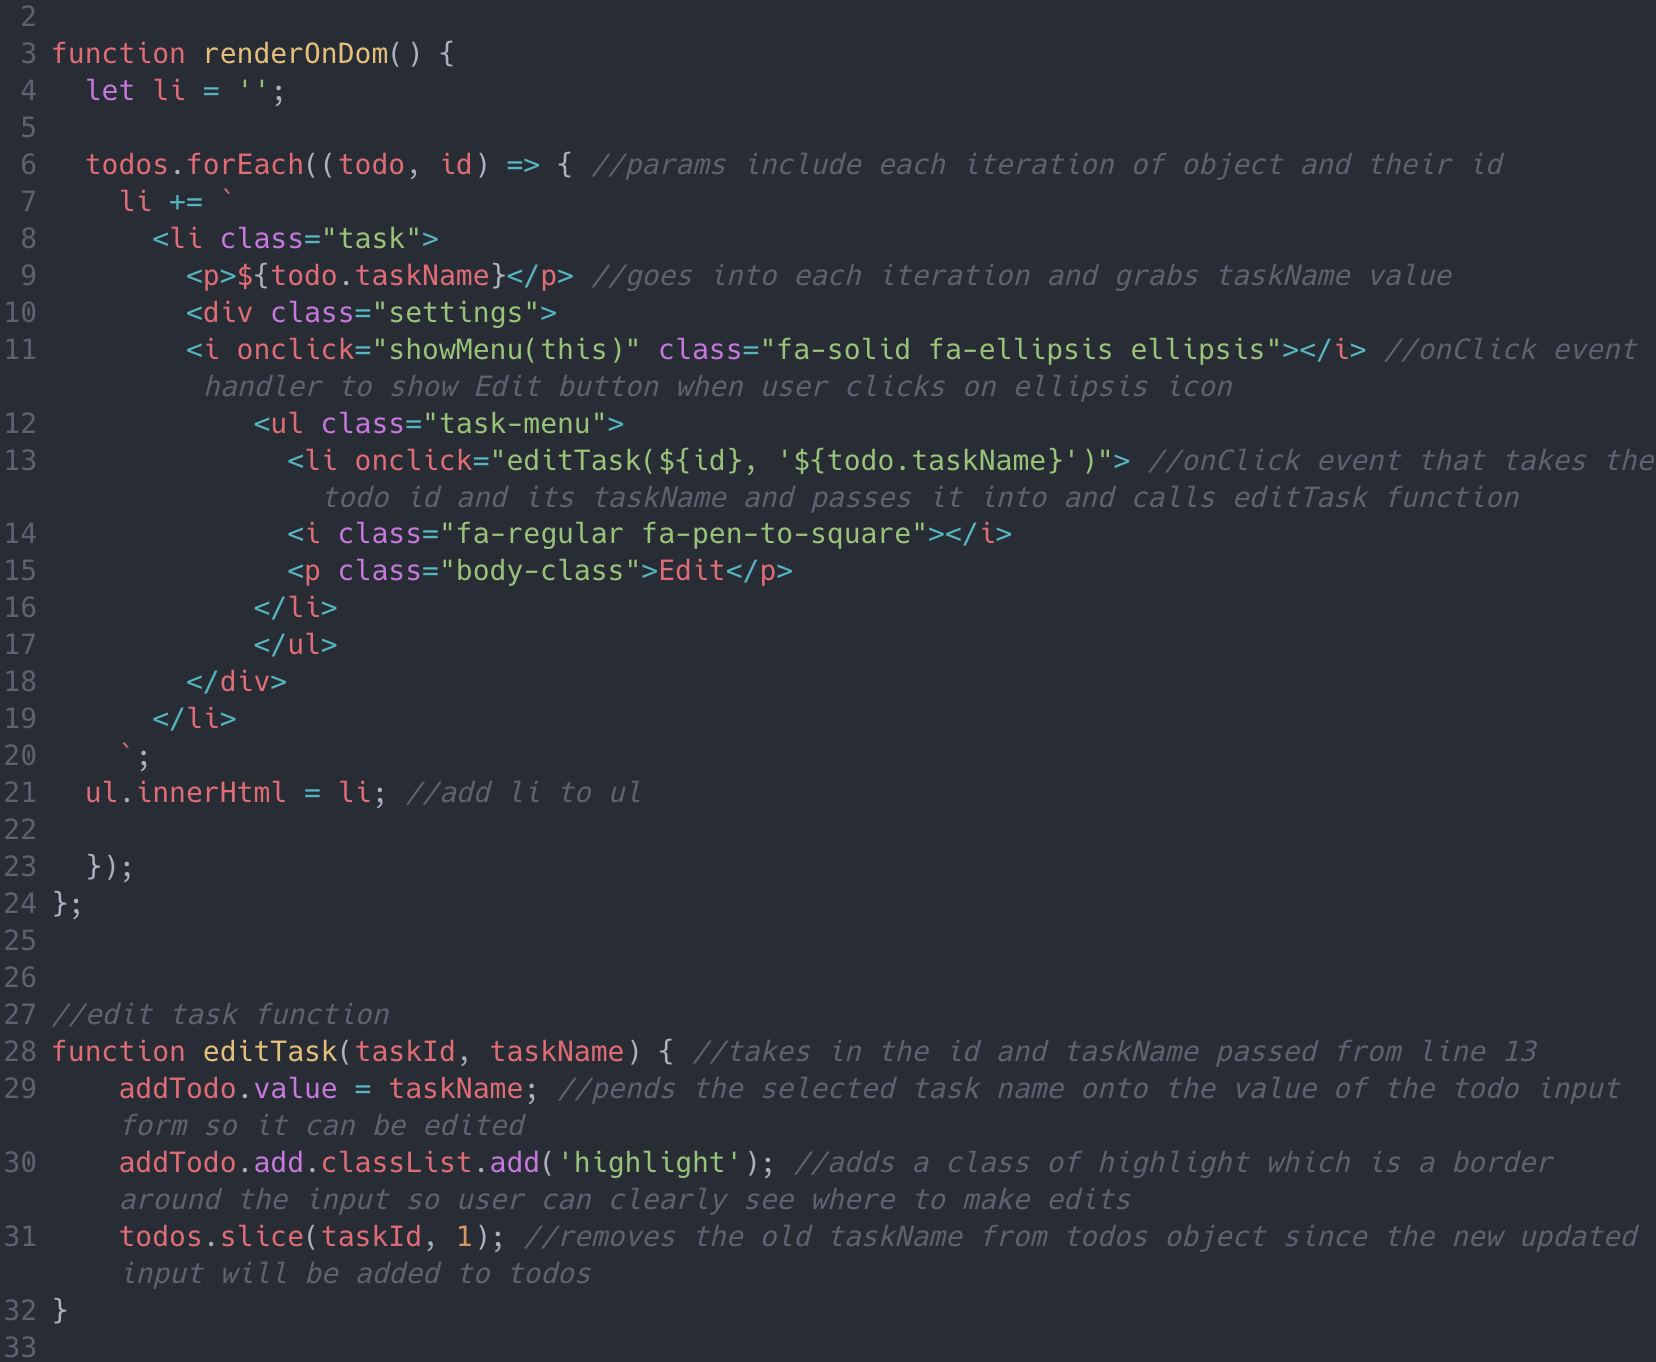 2
3 function renderOnDom() {
4   let li = '';
5
6   todos.forEach((todo, id) => { //params include each iteration of object and their id
7     li += `
8       <li class="task">
9         <p>${todo.taskName}</p> //goes into each iteration and grabs taskName value
10         <div class="settings">
11         <i onclick="showMenu(this)" class="fa-solid fa-ellipsis ellipsis"></i> //onClick event
handler to show Edit button when user clicks on ellipsis icon
12             <ul class="task-menu">
13               <li onclick="editTask(${id}, '${todo.taskName}')"> //onClick event that takes the
todo id and its taskName and passes it into and calls editTask function
14               <i class="fa-regular fa-pen-to-square"></i>
15               <p class="body-class">Edit</p>
16             </li>
17             </ul>
18         </div>
19       </li>
20     `;
21   ul.innerHtml = li; //add li to ul
22
23   });
24 };
25
26
27 //edit task function
28 function editTask(taskId, taskName) { //takes in the id and taskName passed from line 13
29     addTodo.value = taskName; //pends the selected task name onto the value of the todo input
form so it can be edited
30     addTodo.add.classList.add('highlight'); //adds a class of highlight which is a border
around the input so user can clearly see where to make edits
31     todos.slice(taskId, 1); //removes the old taskName from todos object since the new updated
input will be added to todos
32 }
33